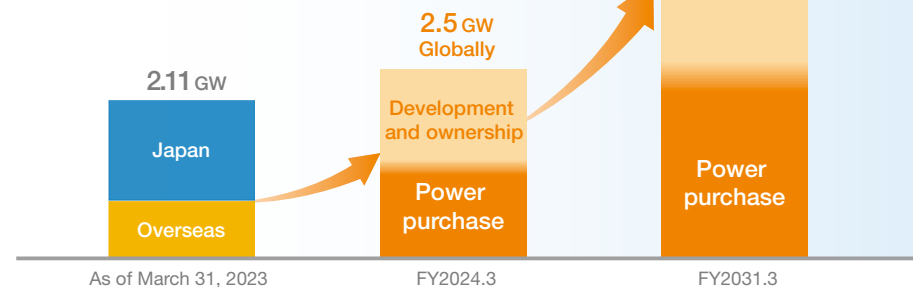 2.5 GW
Globally
2.11 GW
Japan
Overseas
Development
and ownership
Power
purchase
Power
purchase
As of March 31, 2023
FY2024.3
FY2031.3